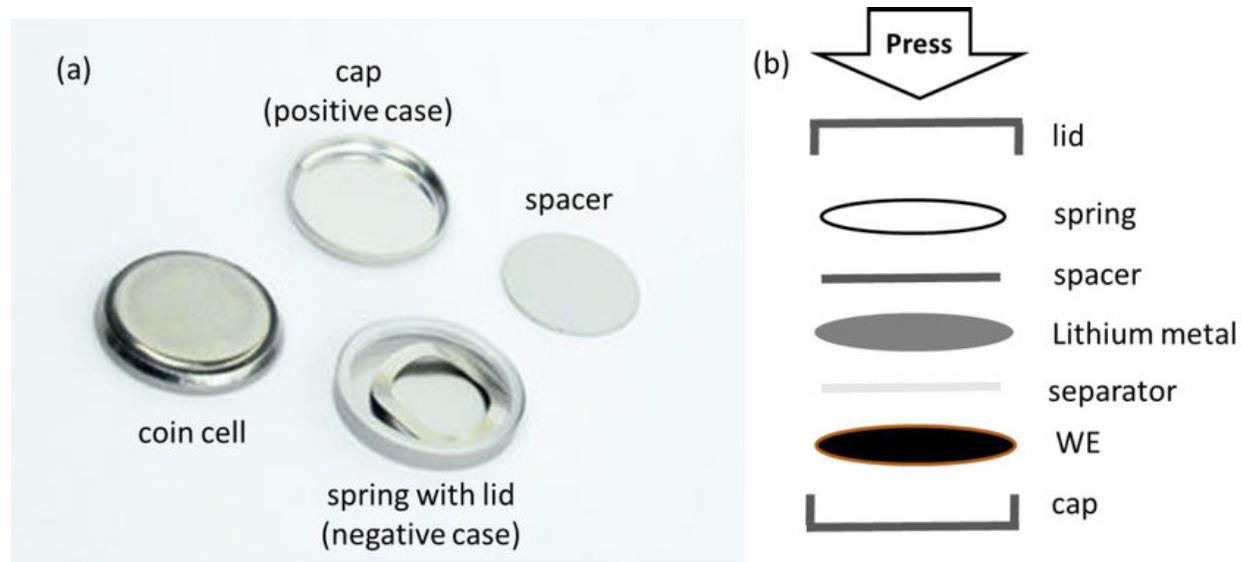 (a)
cap
(positive case)
spacer
coin cell
spring with lid
(negative case)
(b)
Press
lid
spring
spacer
Lithium metal
separator
WE
cap